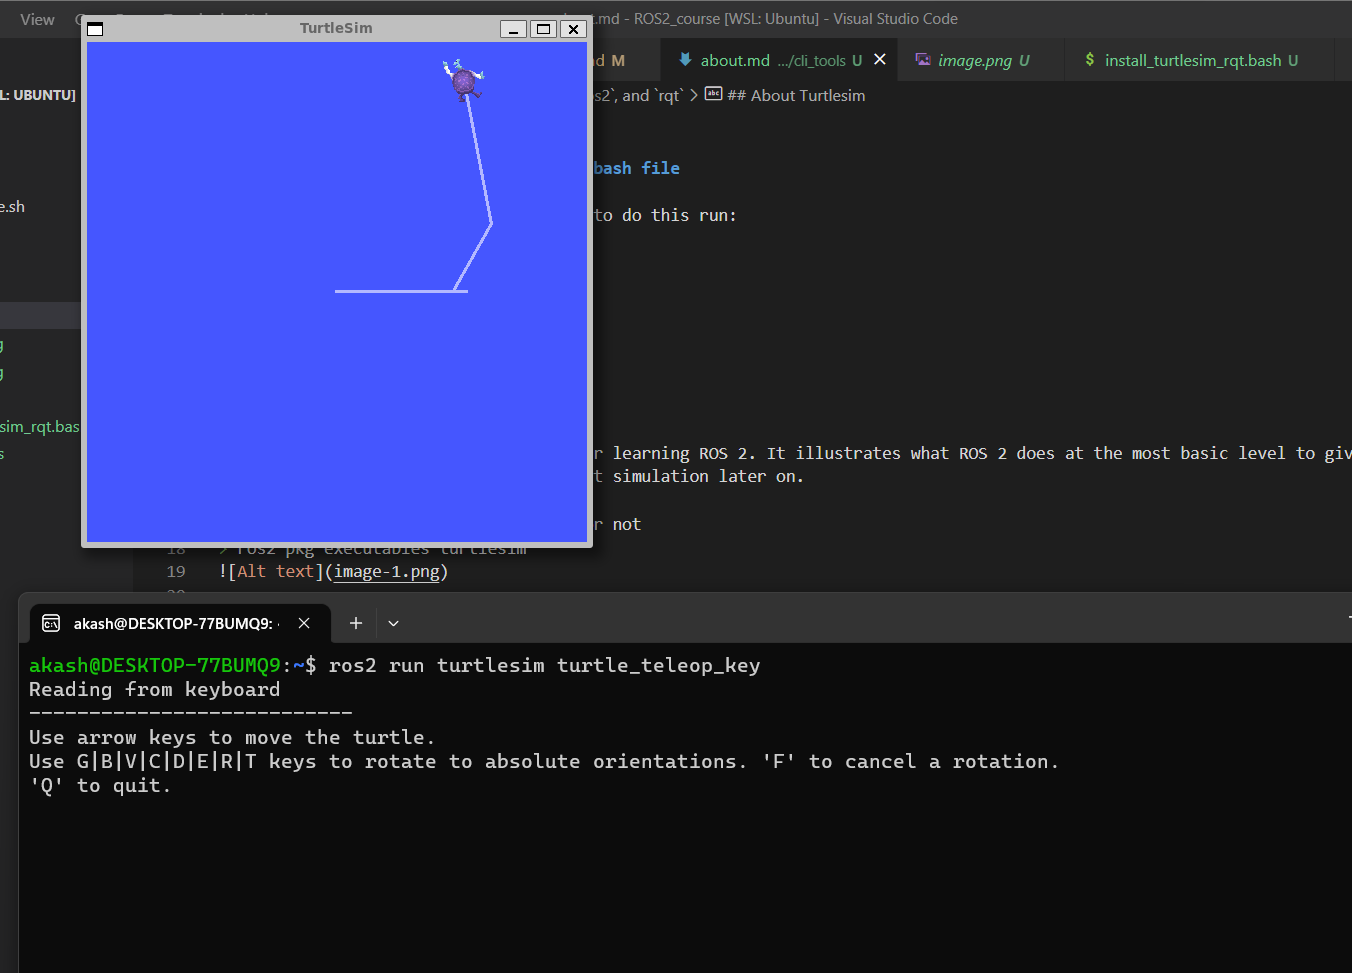 View
.md - ROS2_course [WSL: Ubuntu] - Visual Studio Code
TurtleSim
M
about.md .../cli_tools U
image.png U
$ install_turtlesim_rqt.bash U
L: UBUNTU]
s2`, and `rqt` > ## About Turtlesim
bash file
e.sh
to do this run:
sim_rqt.bas
learning ROS 2. It illustrates what ROS 2 does at the most basic level to giv
simulation later on.
not
18 > ros2 pkg executables turtlesim
19 ![Alt text](image-1.png)
akash@DESKTOP-77BUMQ9:
akash@DESKTOP-77BUMQ9:~$ ros2 run turtlesim turtle_teleop_key
Reading from keyboard
---------------------------
Use arrow keys to move the turtle.
Use G|B|V|C|D|E|R|T keys to rotate to absolute orientations. 'F' to cancel a rotation.
'Q' to quit.